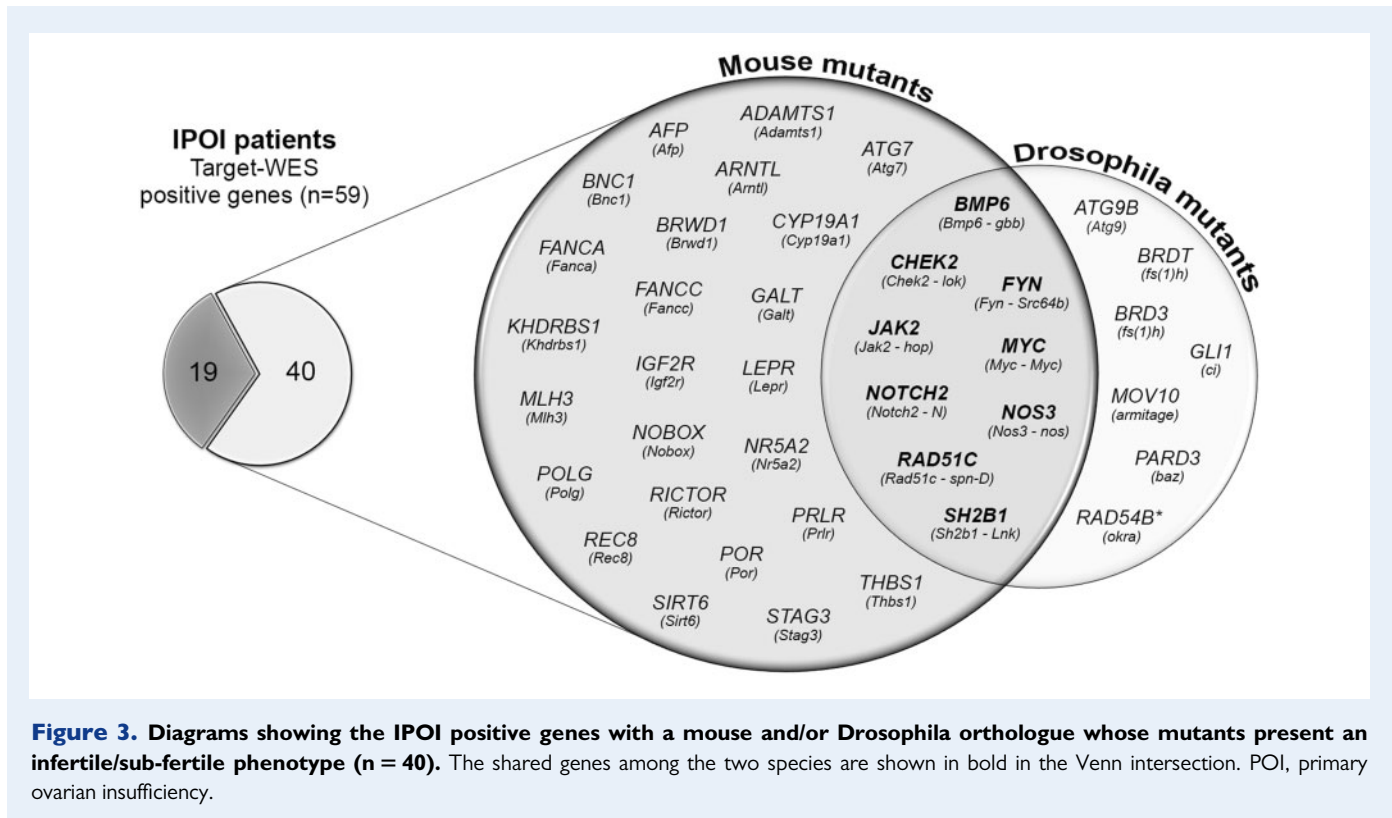 IPOI patients
Target-WES
positive genes (n=59)
19
40
Mouse mutants
AFP
(Afp)
ADAMTS1
(Adamts1)
ATG7
(Atg7)
BNC1
(Bnc1)
ARNTL
(Arntl)
BRWD1
(Brwd1)
CYP19A1
(Cyp19a1)
FANCA
(Fanca)
FANCC
(Fancc)
GALT
(Galt)
KHDRBS1
(Khdrbs1)
IGF2R
(Igf2r)
LEPR
(Lepr)
MLH3
(Mlh3)
NOBOX
(Nobox)
NR5A2
(Nr5a2)
POLG
(Polg)
RICTOR
(Rictor)
PRLR
(Prlr)
REC8
(Rec8)
POR
(Por)
THBS1
(Thbs1)
SIRT6
(Sirt6)
STAG3
(Stag3)
BMP6
(Bmp6 - gbb)
CHEK2
(Chek2 - lok)
FYN
(Fyn - Src64b)
JAK2
(Jak2 - hop)
MYC
(Myc - Myc)
NOTCH2
(Notch2 - N)
NOS3
(Nos3 - nos)
RAD51C
(Rad51c - spn-D)
SH2B1
(Sh2b1 - Lnk)
Drosophila mutants
ATG9B
(Atg9)
BRDT
(fs(1)h)
BRD3
(fs(1)h)
GLI1
(ci)
MOV10
(armitage)
PARD3
(baz)
RAD54B*
(okra)
Figure 3. Diagrams showing the IPOI positive genes with a mouse and/or Drosophila orthologue whose mutants present an
infertile/sub-fertile phenotype (n = 40). The shared genes among the two species are shown in bold in the Venn intersection. POI, primary
ovarian insufficiency.